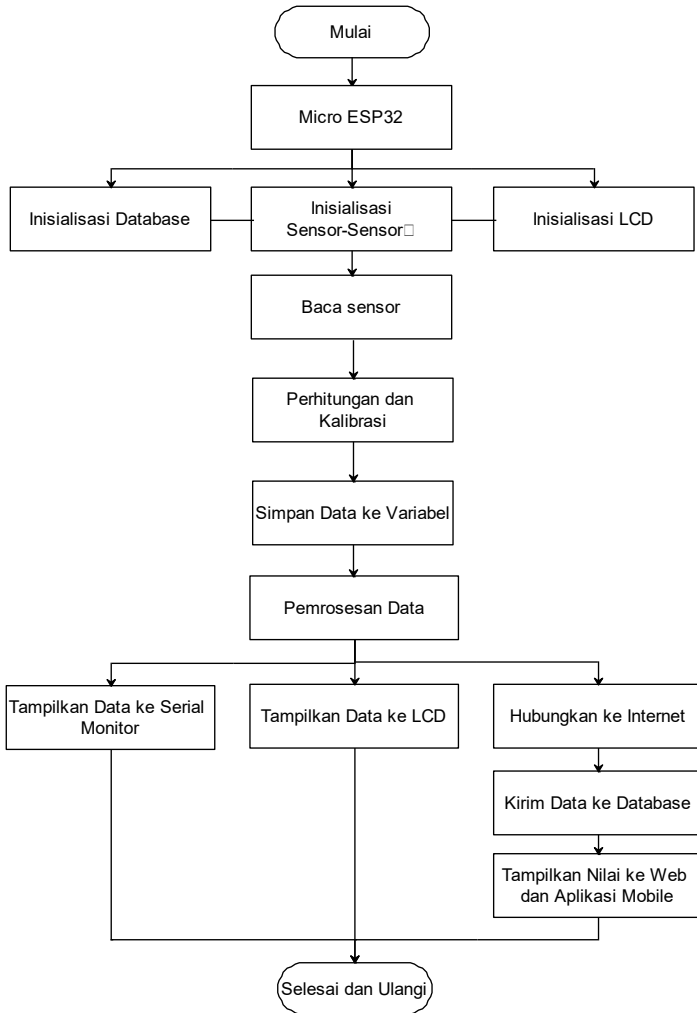 Mulai
Micro ESP32
Inisialisasi Database
Inisialisasi
Sensor-Sensor□
Inisialisasi LCD
Baca sensor
Perhitungan dan
Kalibrasi
Simpan Data ke Variabel
Pemrosesan Data
Tampilkan Data ke Serial
Monitor
Tampilkan Data ke LCD
Hubungkan ke Internet
Kirim Data ke Database
Tampilkan Nilai ke Web
dan Aplikasi Mobile
Selesai dan Ulangi